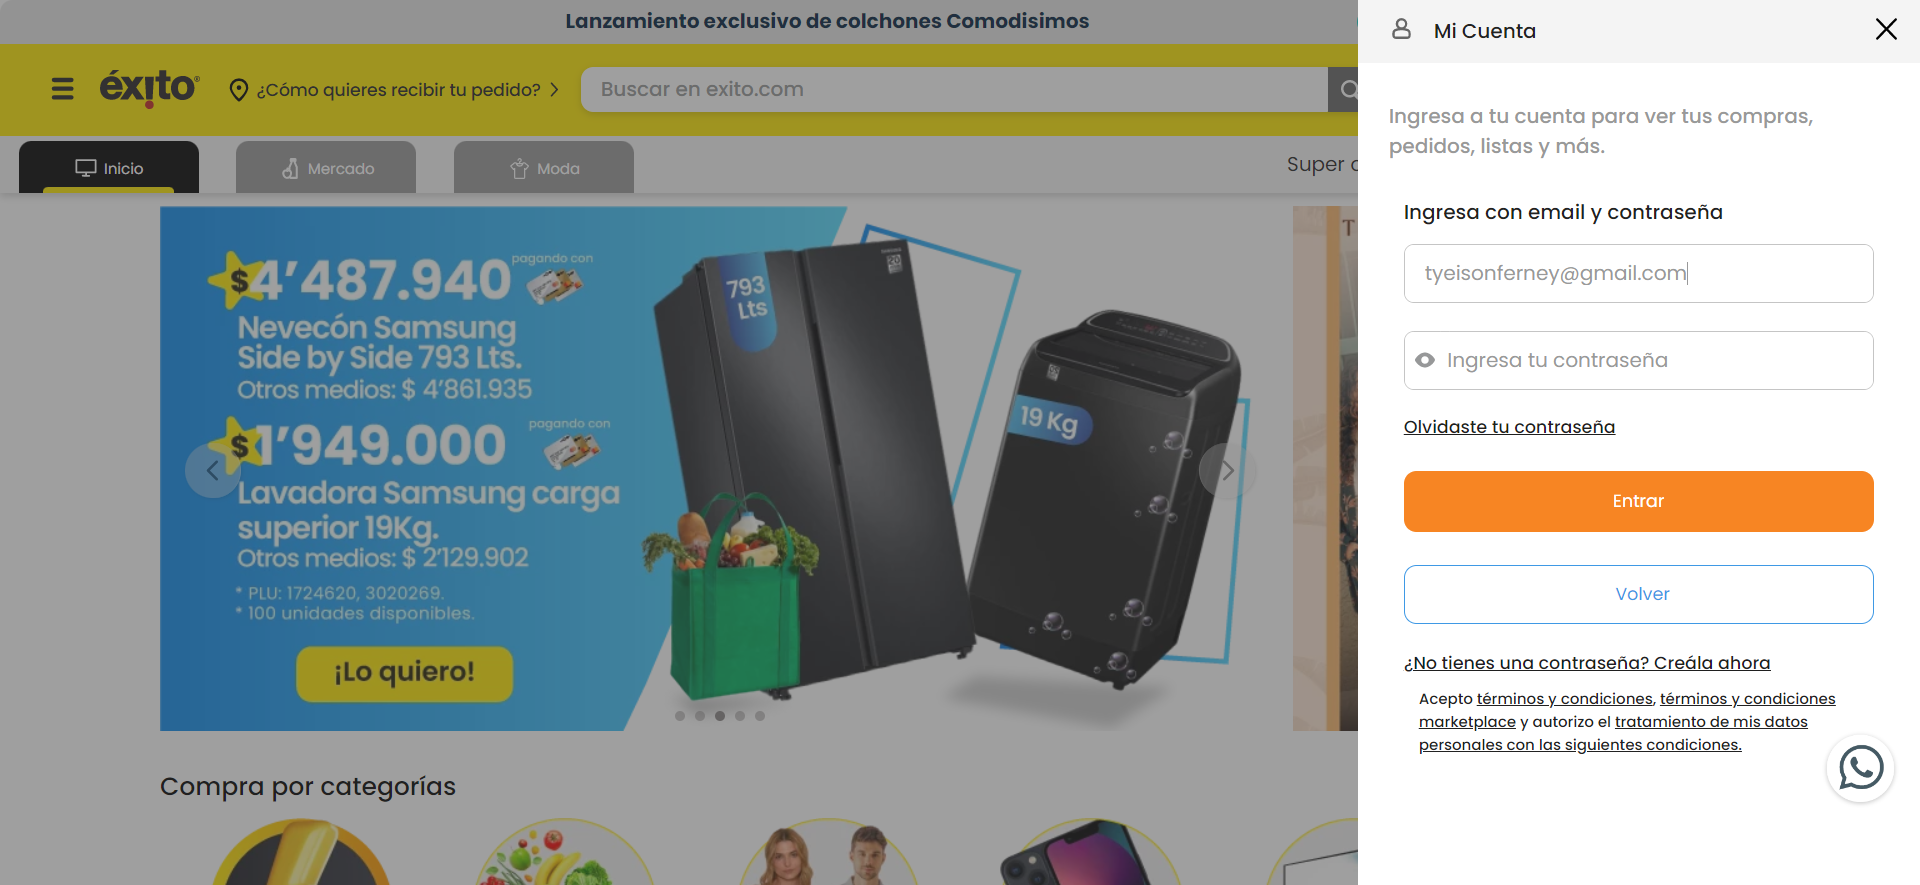 Lanzamiento exclusivo de colchones Comodisimos
éxito
¿Cómo quieres recibir tu pedido?
Buscar en exito.com
Inicio
Mercado
Moda
Super
$4'487.940
pagando con
Nevecón Samsung
Side by Side 793 Lts.
Otros medios: $ 4'861.935
$1'949.000
pagando con
Lavadora Samsung carga
superior 19Kg.
Otros medios: $ 2'129.902
* PLU: 1724620, 3020269.
* 100 unidades disponibles.
¡Lo quiero!
793
Lts
19 Kg
Compra por categorías
Mi Cuenta
Ingresa a tu cuenta para ver tus compras,
pedidos, listas y más.
Ingresa con email y contraseña
tyeisonferney@gmail.com
Ingresa tu contraseña
Olvidaste tu contraseña
Entrar
Volver
¿No tienes una contraseña? Creála ahora
Acepto términos y condiciones, términos y condiciones
marketplace y autorizo el tratamiento de mis datos
personales con las siguientes condiciones.